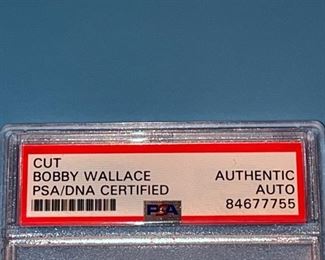 CUT
BOBBY WALLACE
PSA/DNA CERTIFIED
AUTHENTIC
AUTO
84677755
PSA